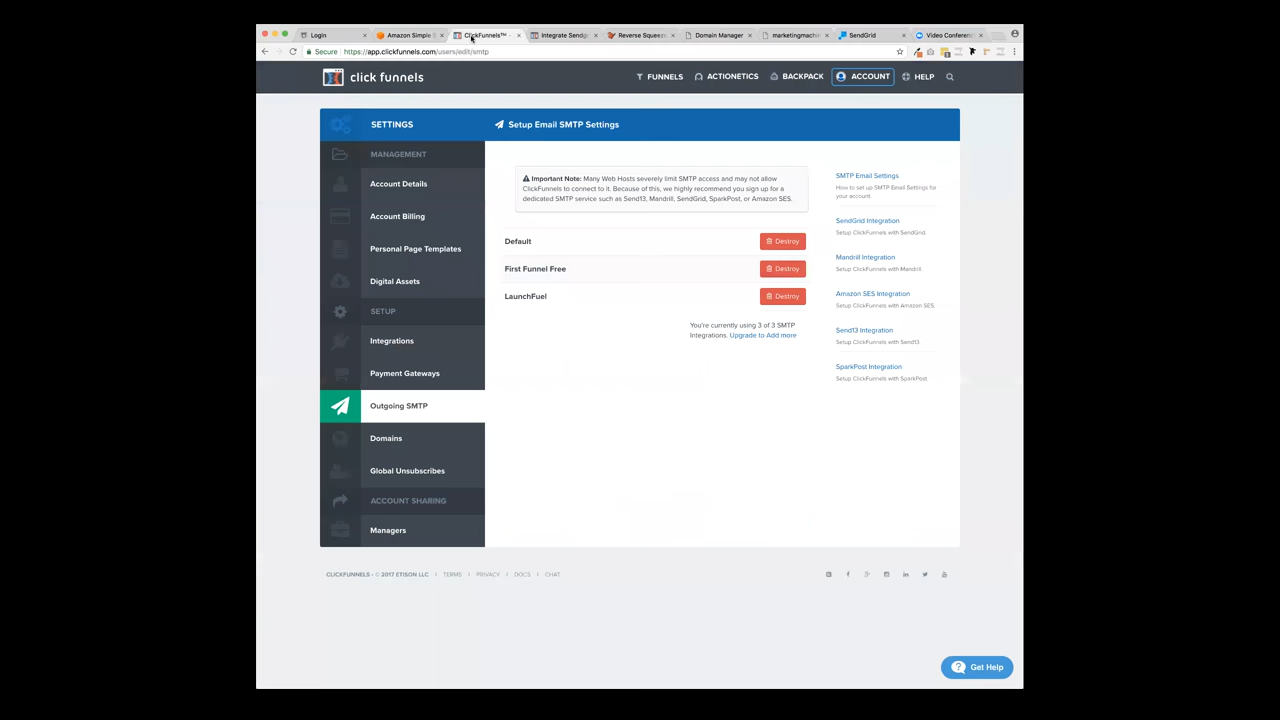 Login
Amazon Simple E
ClickFunnels™ -
Integrate Sendg
Reverse Squeeze
Domain Manager
marketingmachin
SendGrid
Video Conferenc
Secure
https://app.clickfunnels.com/users/edit/smtp
click funnels
FUNNELS
ACTIONETICS
BACKPACK
ACCOUNT
HELP
SETTINGS
Setup Email SMTP Settings
MANAGEMENT
Account Details
Account Billing
Personal Page Templates
Digital Assets
SETUP
Integrations
Payment Gateways
Outgoing SMTP
Domains
Global Unsubscribes
ACCOUNT SHARING
Managers
Important Note: Many Web Hosts severely limit SMTP access and may not allow
ClickFunnels to connect to it. Because of this, we highly recommend you sign up for a
dedicated SMTP service such as Send13, Mandrill, SendGrid, SparkPost, or Amazon SES.
Default
Destroy
First Funnel Free
Destroy
LaunchFuel
Destroy
You're currently using 3 of 3 SMTP
Integrations. Upgrade to Add more
SMTP Email Settings
How to set up SMTP Email Settings for
your account.
SendGrid Integration
Setup ClickFunnels with SendGrid.
Mandrill Integration
Setup ClickFunnels with Mandrill.
Amazon SES Integration
Setup ClickFunnels with Amazon SES.
Send13 Integration
Setup ClickFunnels with Send13.
SparkPost Integration
Setup ClickFunnels with SparkPost.
CLICKFUNNELS - © 2017 ETISON LLC
TERMS
PRIVACY
DOCS
CHAT
Get Help